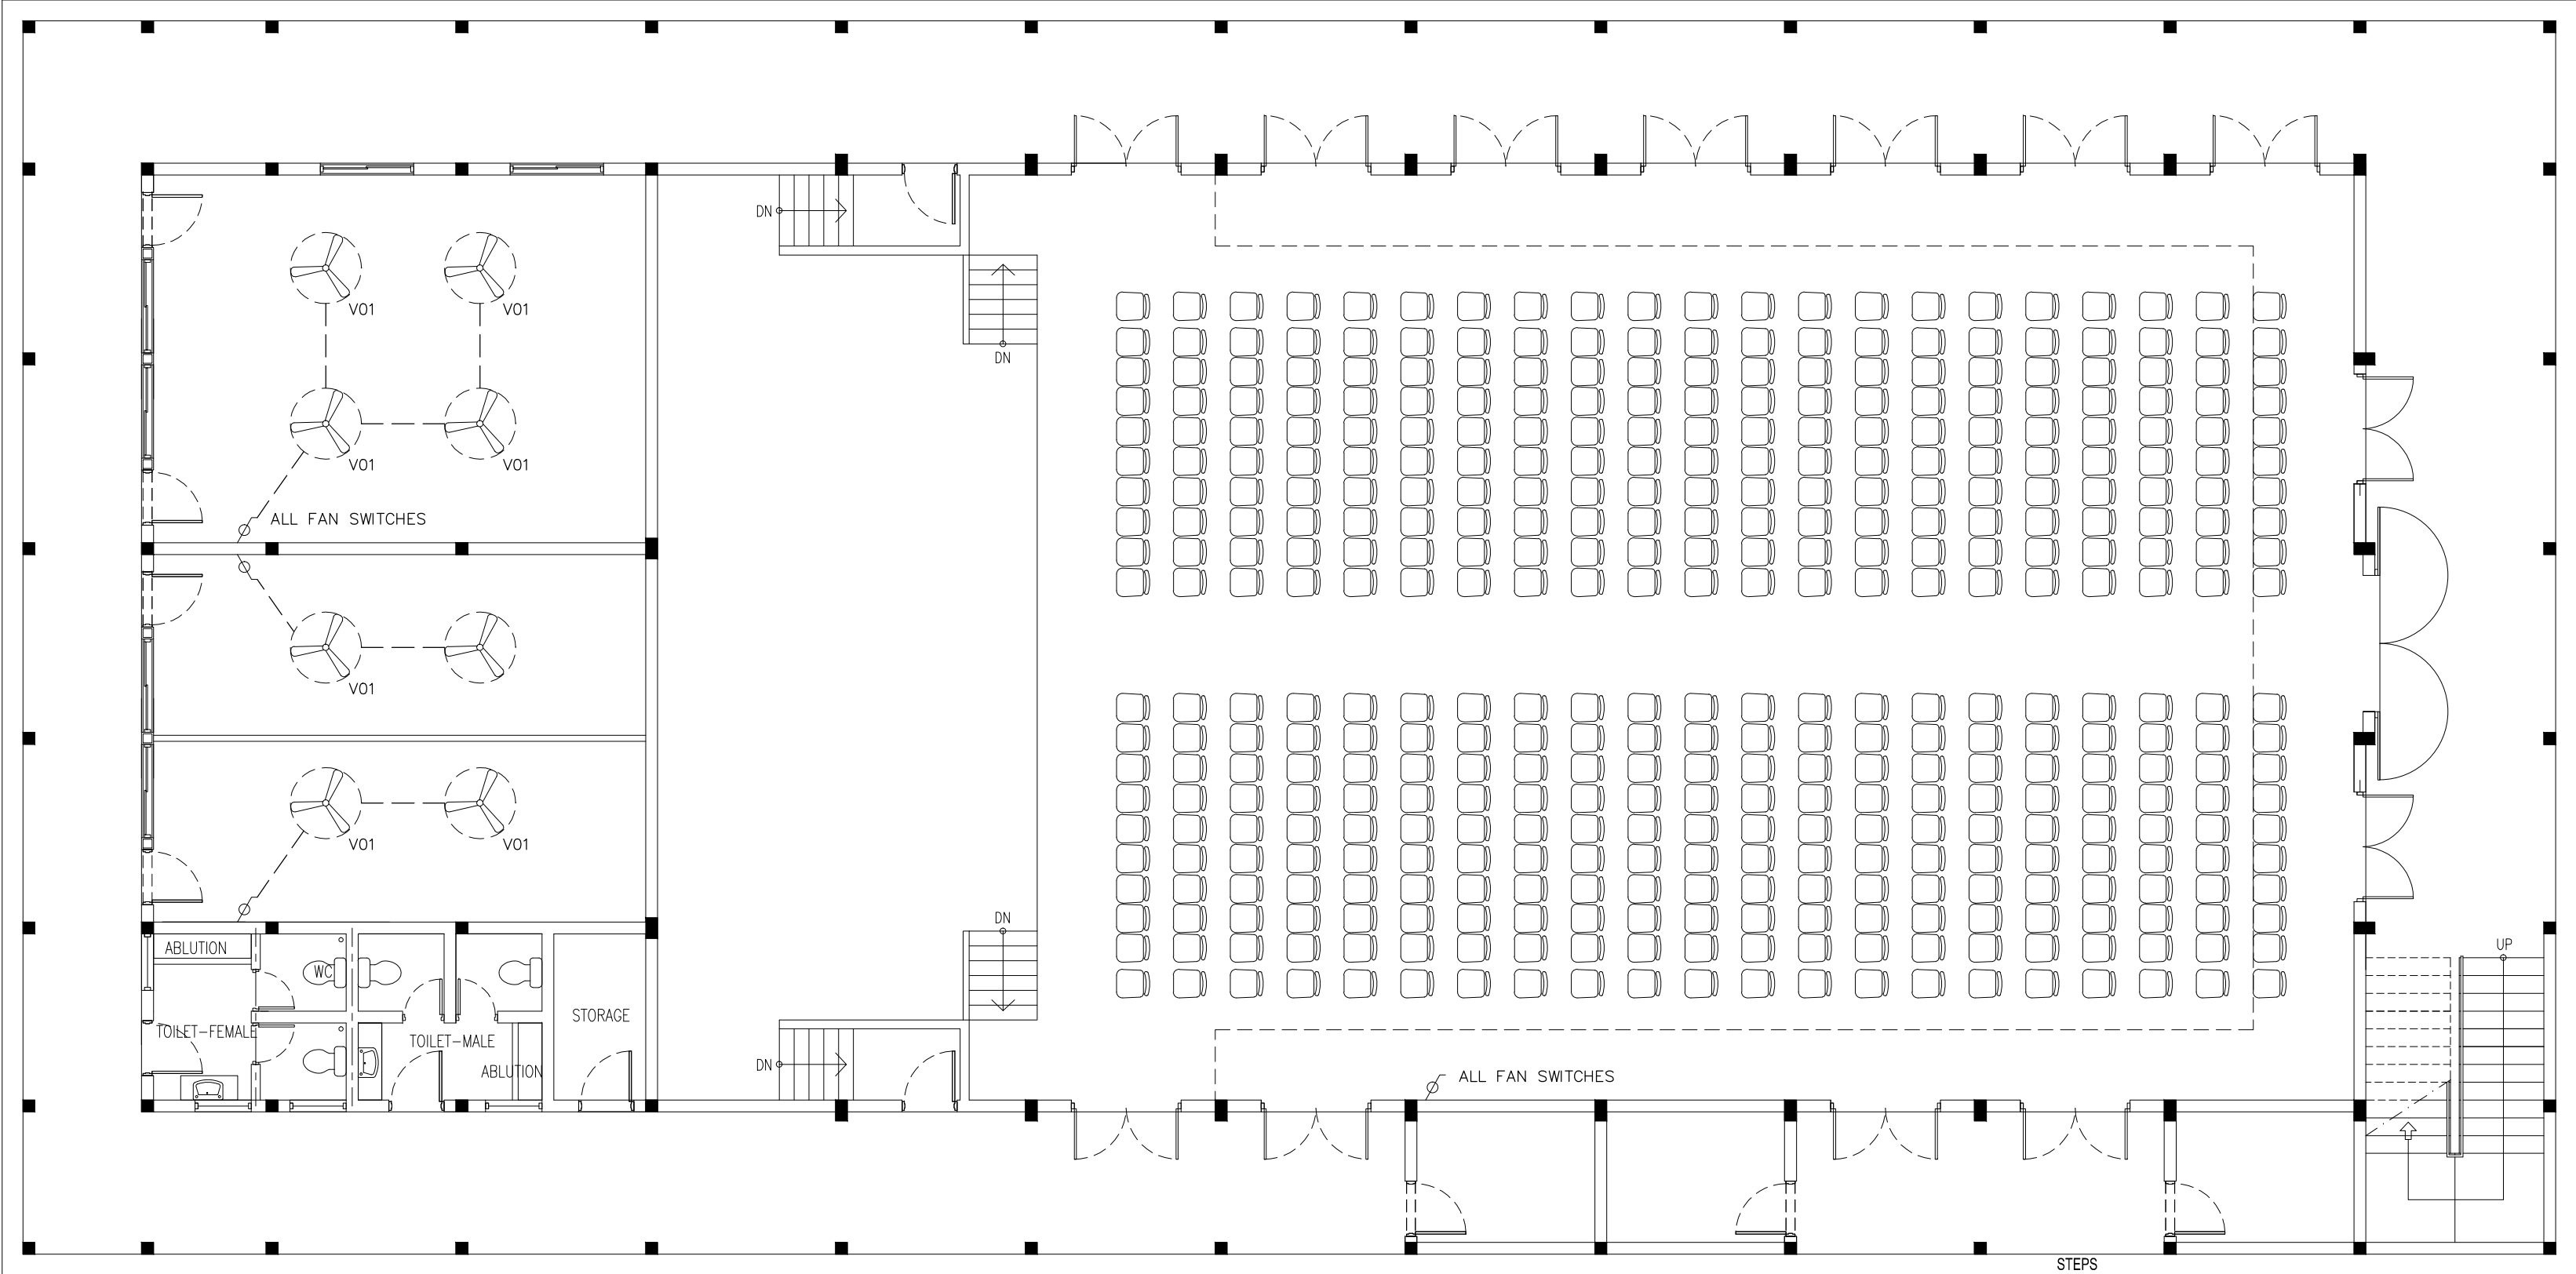 DN
V01
V01
DN
V01
V01
ALL FAN SWITCHES
V01
V01
V01
DN
UP
ABLUTION
WC
STORAGE
TOILET-FEMALE
TOILET-MALE
DN
ABLUTION
ALL FAN SWITCHES
STEPS